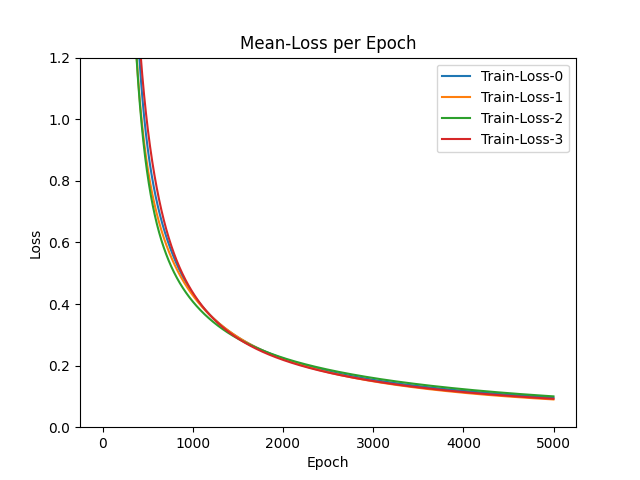 Mean-Loss per Epoch
1.2
1.0
0.8
0.6
0.4
0.2
0.0
Loss
Train-Loss-0
Train-Loss-1
Train-Loss-2
Train-Loss-3
0 1000 2000 3000 4000 5000
Epoch